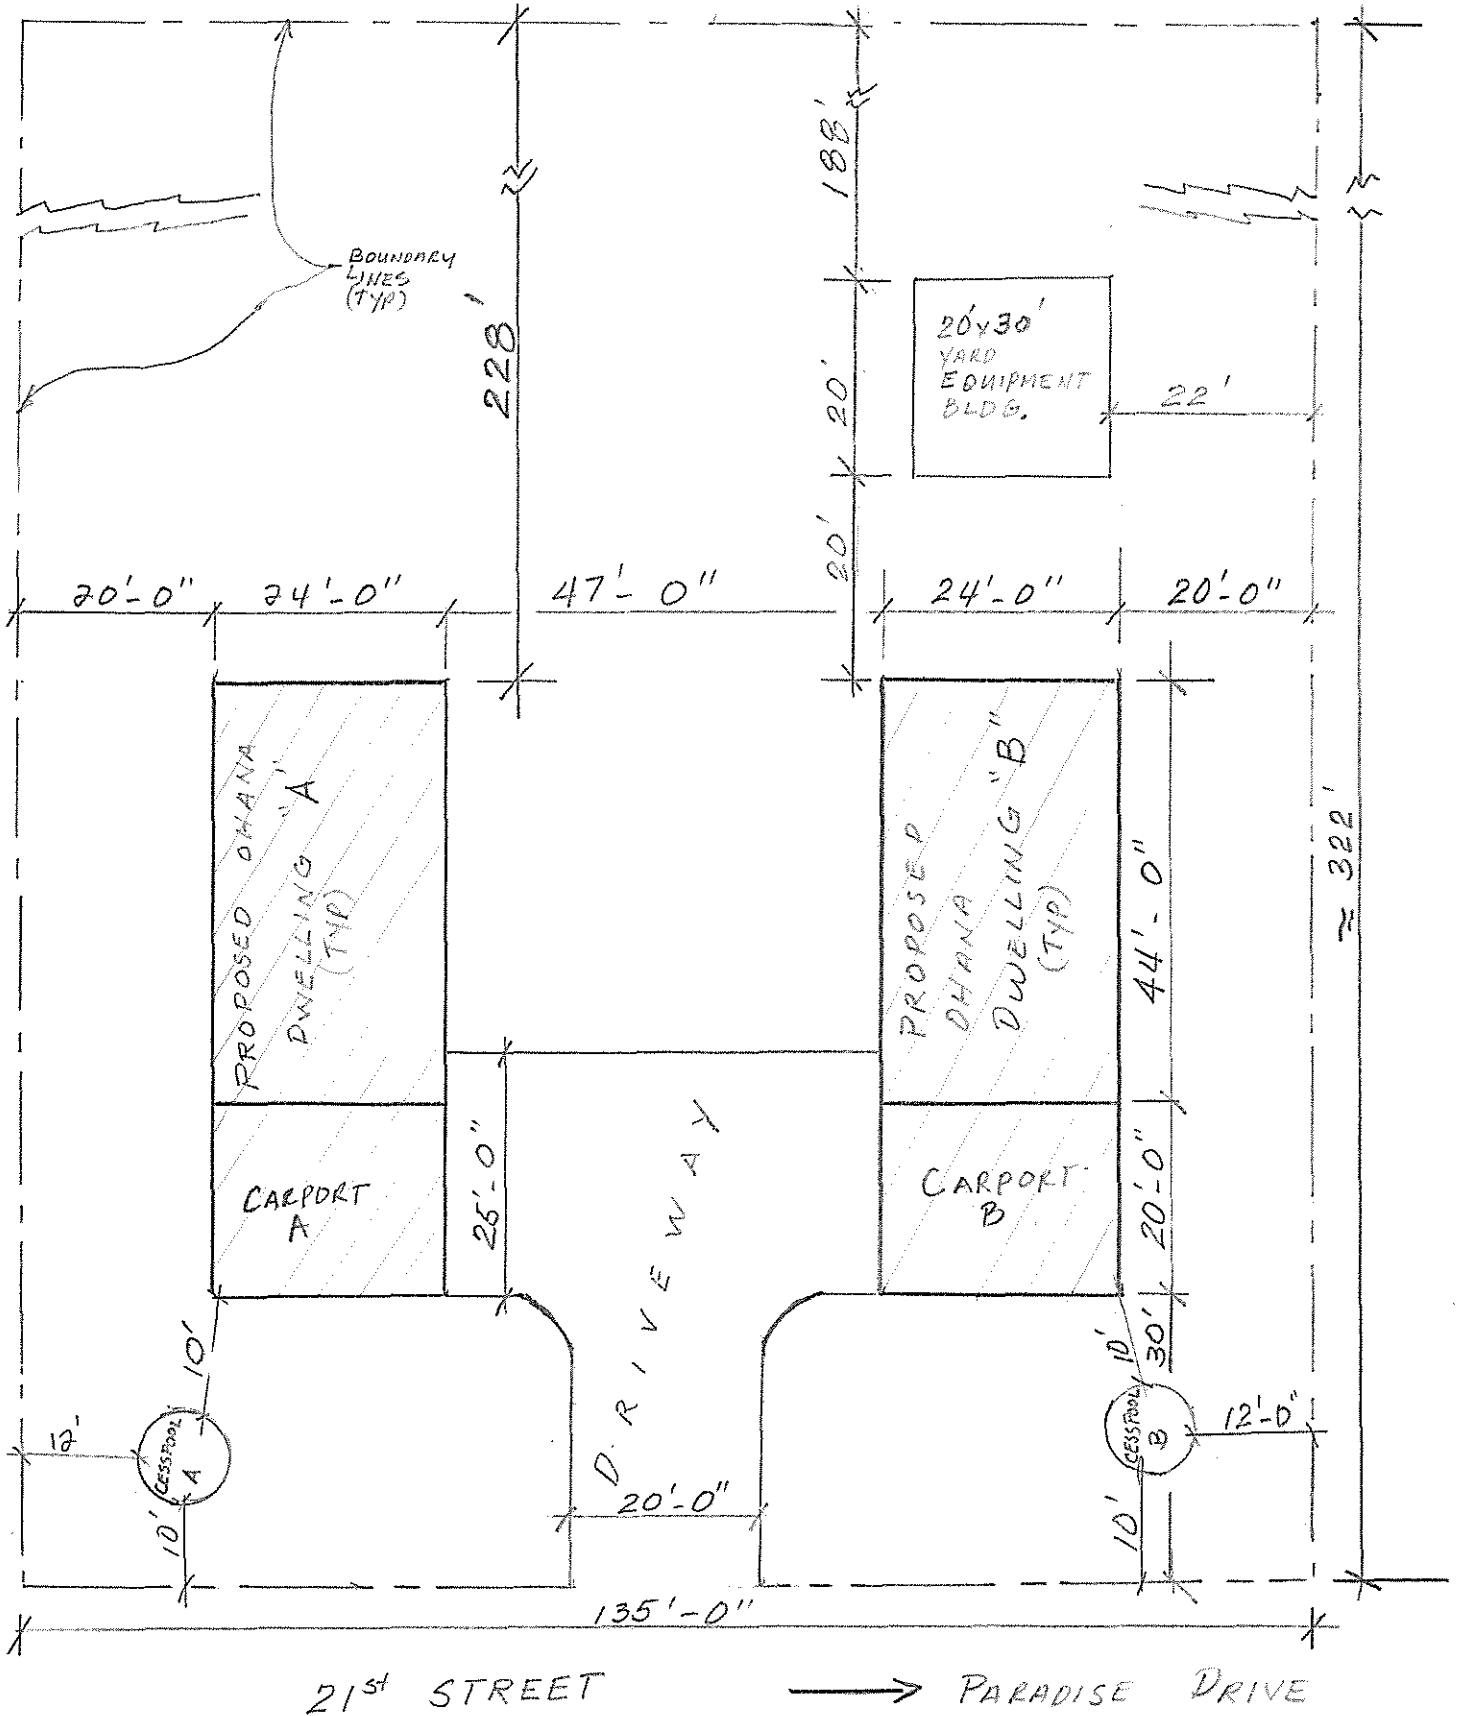 188'
BOUNDARY
LINES
(TYP)
228'
20'x30'
YARD
EQUIPMENT
BLDG.
20'
22'
20'
20'-0" 24'-0" 47'-0" 24'-0" 20'-0"
PROPOSED OHANA
DWELLING "A"
(TYP)
PROPOSED
OHANA
DWELLING "B"
(TYP)
44'-0"
≈ 322'
CARPORT
A
25'-0"
DRIVEWAY
CARPORT
B
20'-0"
10'
10'
30'
12'
CESSPOOL
A
CESSPOOL
B
12'-0"
10'
20'-0"
10'
135'-0"
21st STREET → PARADISE DRIVE